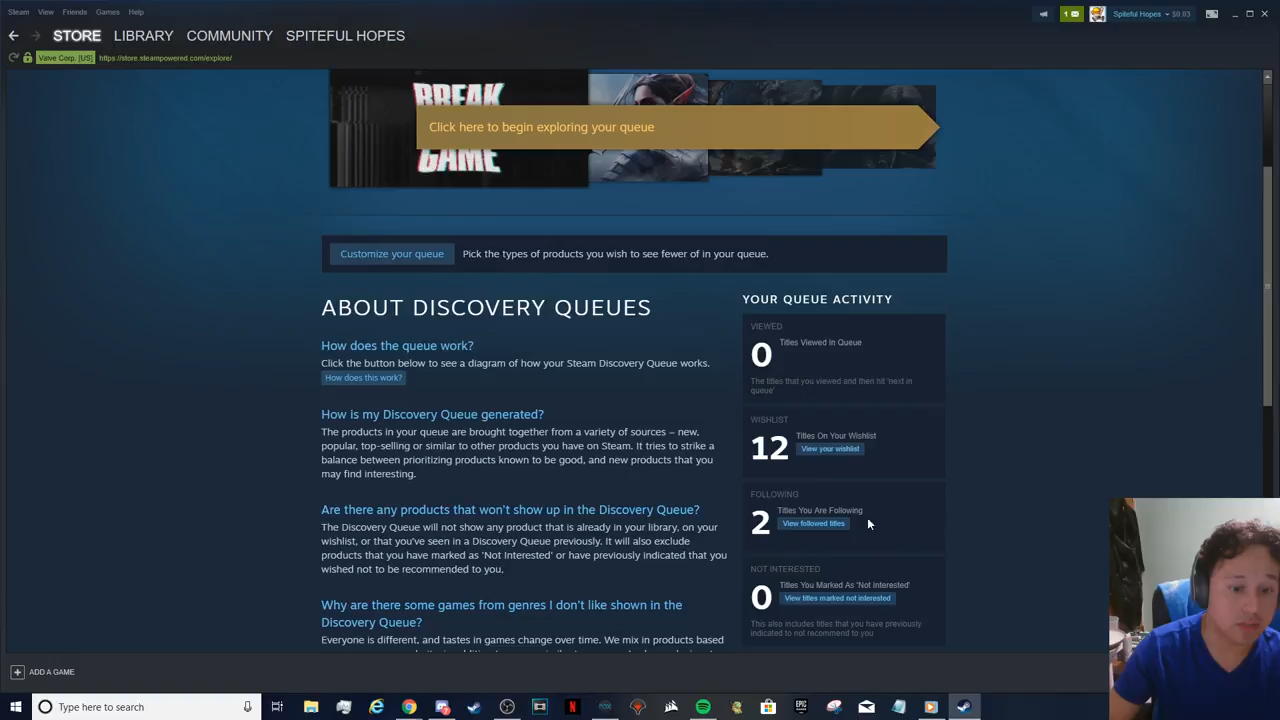 Steam View Friends Games Help
1
Spiteful Hopes $0.03
STORE LIBRARY COMMUNITY SPITEFUL HOPES
Valve Corp. [US] https://store.steampowered.com/explore/
BREAK
GAME
Click here to begin exploring your queue
Customize your queue Pick the types of products you wish to see fewer of in your queue.
ABOUT DISCOVERY QUEUES
How does the queue work?
Click the button below to see a diagram of how your Steam Discovery Queue works.
How does this work?
How is my Discovery Queue generated?
The products in your queue are brought together from a variety of sources – new,
popular, top-selling or similar to other products you have on Steam. It tries to strike a
balance between prioritizing products known to be good, and new products that you
may find interesting.
Are there any products that won't show up in the Discovery Queue?
The Discovery Queue will not show any product that is already in your library, on your
wishlist, or that you've seen in a Discovery Queue previously. It will also exclude
products that you have marked as 'Not Interested' or have previously indicated that you
wished not to be recommended to you.
Why are there some games from genres I don't like shown in the
Discovery Queue?
Everyone is different, and tastes in games change over time. We mix in products based
YOUR QUEUE ACTIVITY
VIEWED
0 Titles Viewed In Queue
The titles that you viewed and then hit 'next in
queue'
WISHLIST
12 Titles On Your Wishlist
View your wishlist
FOLLOWING
2 Titles You Are Following
View followed titles
NOT INTERESTED
0 Titles You Marked As 'Not Interested'
View titles marked not interested
This also includes titles that you have previously
indicated to not recommend to you
+ ADD A GAME
Type here to search